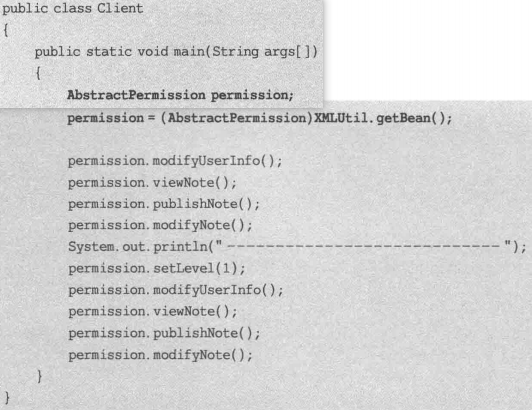 public class Client
{
public static void main(String args[])
{
AbstractPermission permission;
permission = (AbstractPermission)XMLUtil.getBean();
permission.modifyUserInfo();
permission.viewNote();
permission.publishNote();
permission.modifyNote();
System.out.println("----------------------------");
permission.setLevel(1);
permission.modifyUserInfo();
permission.viewNote();
permission.publishNote();
permission.modifyNote();
}
}